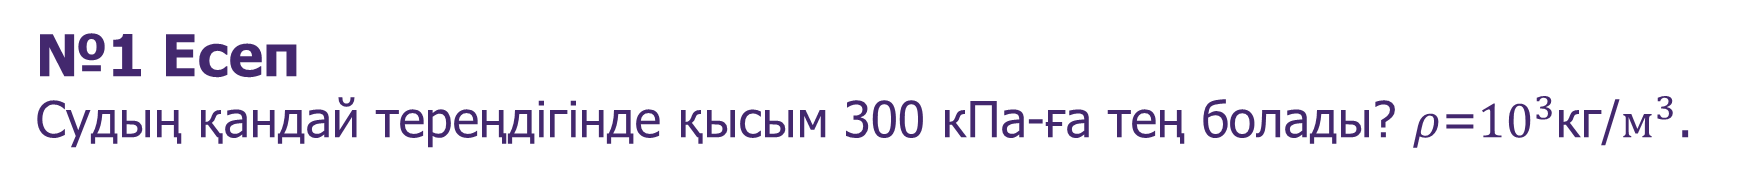 №1 Есеп
Судың қандай тереңдігінде қысым 300 кПа-ға тең болады? 𝜌=10³кг/м³.